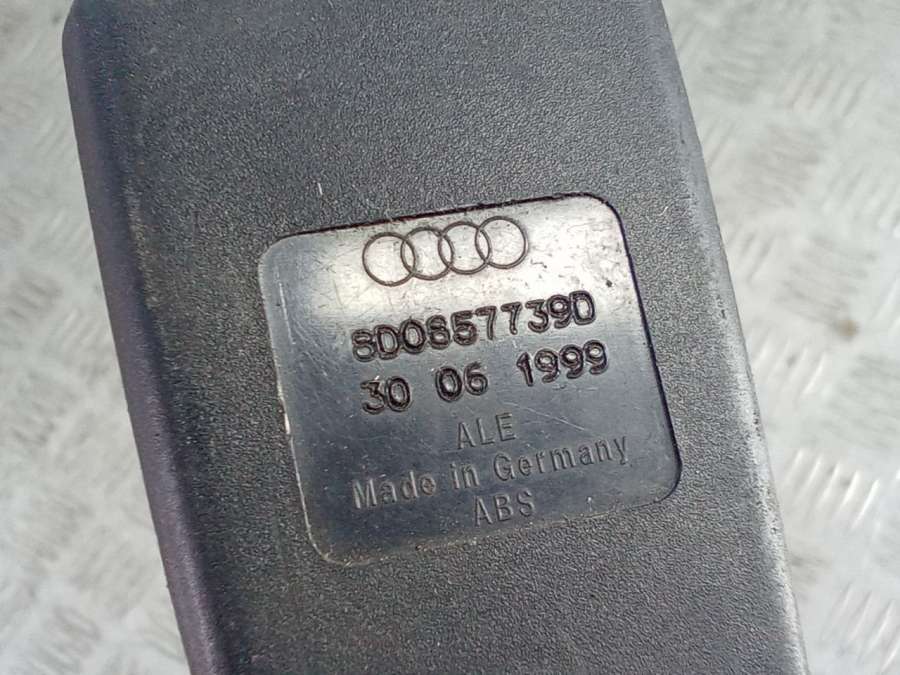 8D0857739D
30 06 1999
ALE
Made in Germany
ABS